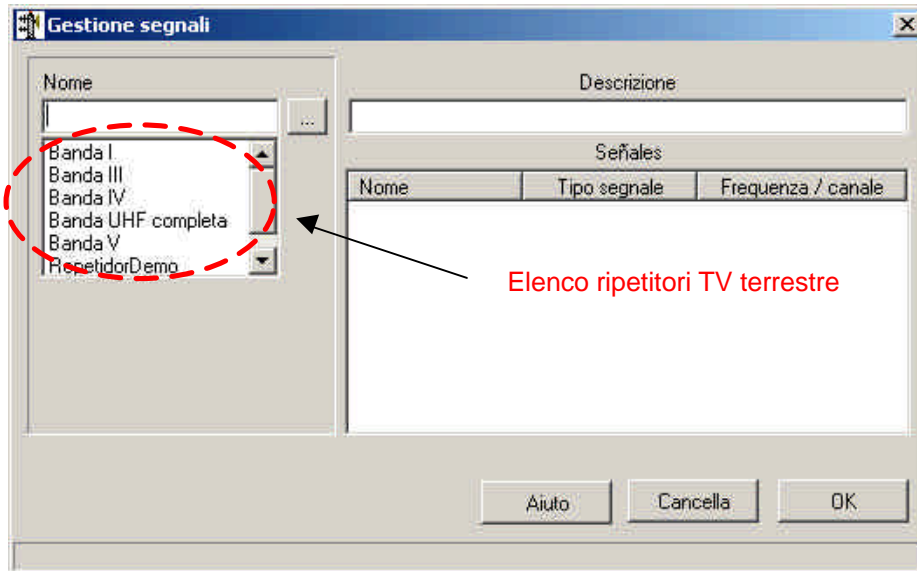 Gestione segnali
Nome
...
Banda I
Banda III
Banda IV
Banda UHF completa
Banda V
RepetidorDemo
Descrizione
Señales
Nome Tipo segnale Frequenza / canale
Elenco ripetitori TV terrestre
Aiuto Cancella OK